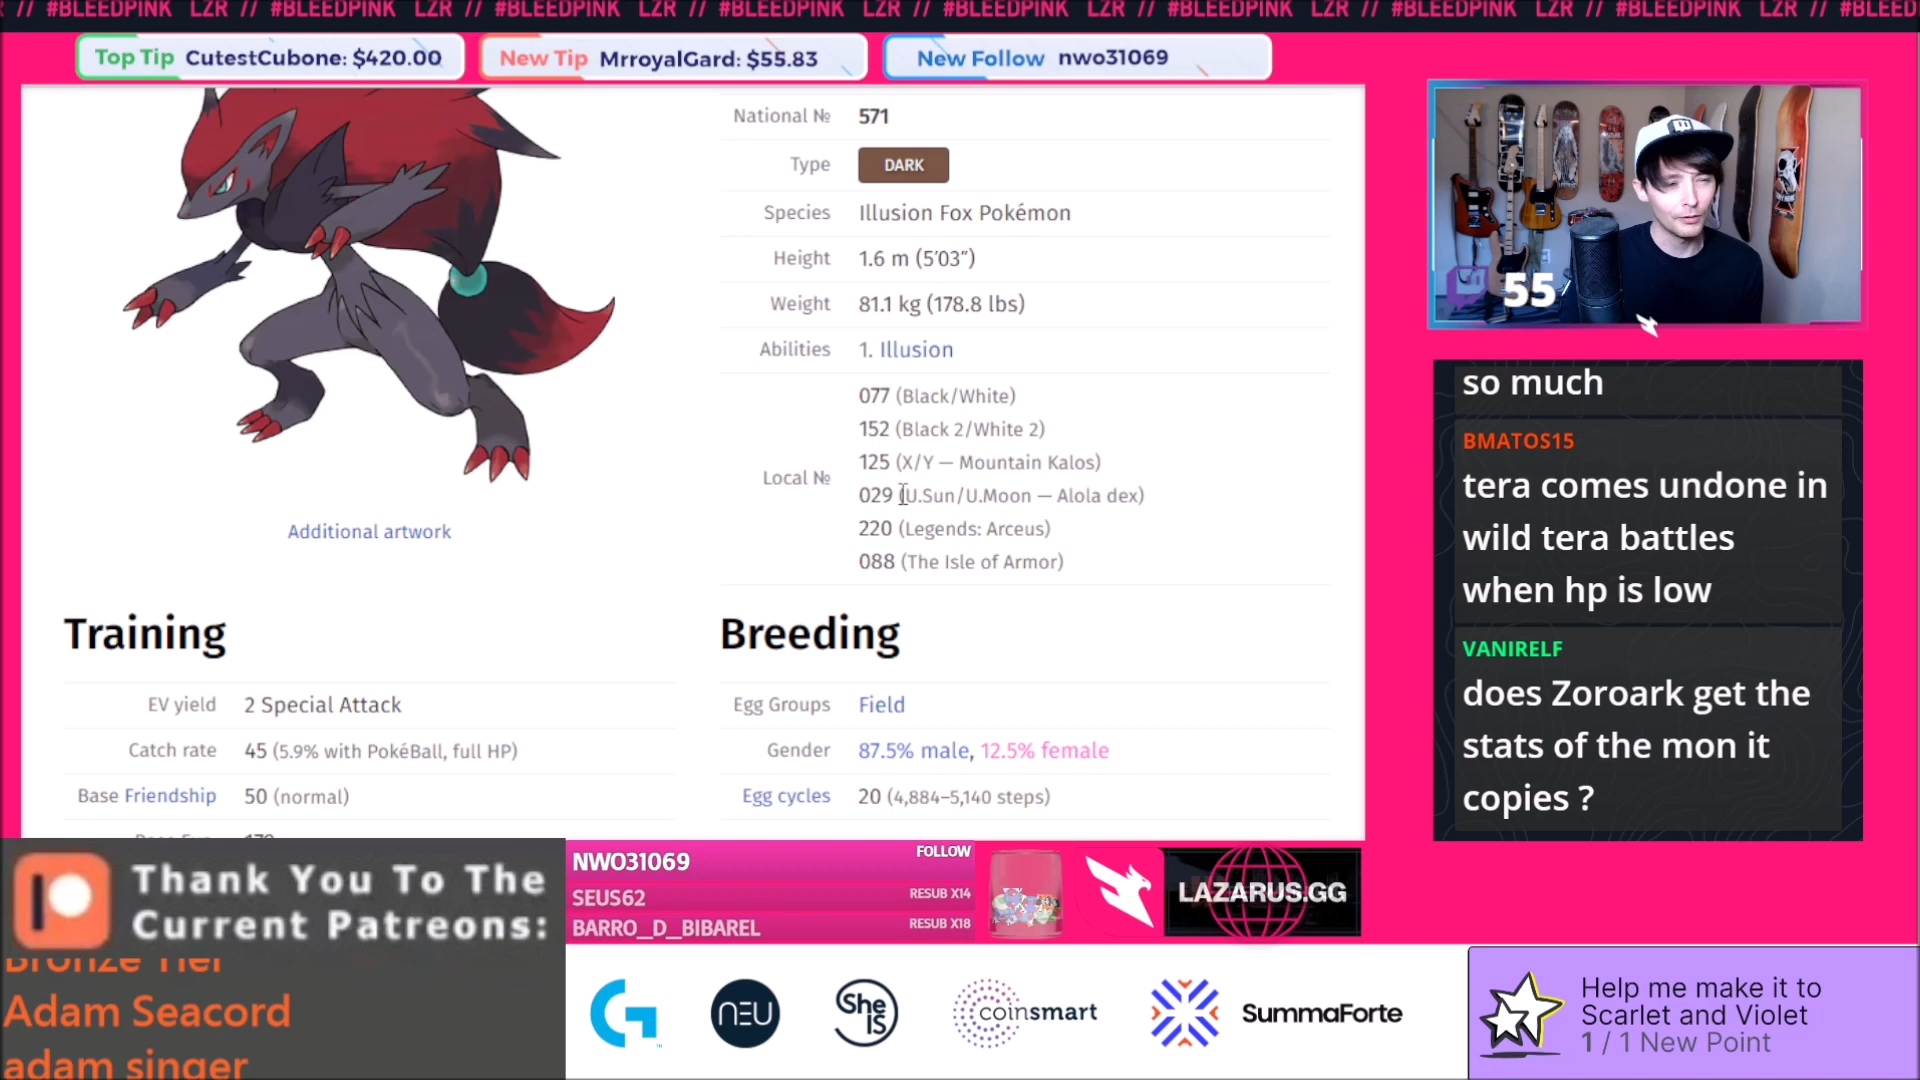 // #BLEEDPINK LZR // #BLEEDPINK LZR // #BLEEDPINK LZR // #BLEEDPINK LZR // #BLEEDPINK LZR // #BLEEDPINK LZR // #BLEEDPINK LZR // #BLEEDPINK LZR // #BLEED
Top Tip CutestCubone: $420.00
New Tip MrroyalGard: $55.83
New Follow nwo31069
National № 571
Type DARK
Species Illusion Fox Pokémon
Height 1.6 m (5′03″)
Weight 81.1 kg (178.8 lbs)
Abilities 1. Illusion
Local №
077 (Black/White)
152 (Black 2/White 2)
125 (X/Y — Mountain Kalos)
029 (U.Sun/U.Moon — Alola dex)
220 (Legends: Arceus)
088 (The Isle of Armor)
Additional artwork
Training
EV yield 2 Special Attack
Catch rate 45 (5.9% with PokéBall, full HP)
Base Friendship 50 (normal)
Breeding
Egg Groups Field
Gender 87.5% male, 12.5% female
Egg cycles 20 (4,884–5,140 steps)
55
so much
BMATOS15
tera comes undone in
wild tera battles
when hp is low
VANIRELF
does Zoroark get the
stats of the mon it
copies ?
Thank You To The
Current Patreons:
Bronze Tier
Adam Seacord
adam singer
NWO31069 FOLLOW
SEUS62 RESUB X14
BARRO_D_BIBAREL RESUB X18
LAZARUS.GG
G
neu
She
IS
coinsmart
SummaForte
Help me make it to
Scarlet and Violet
1 / 1 New Point